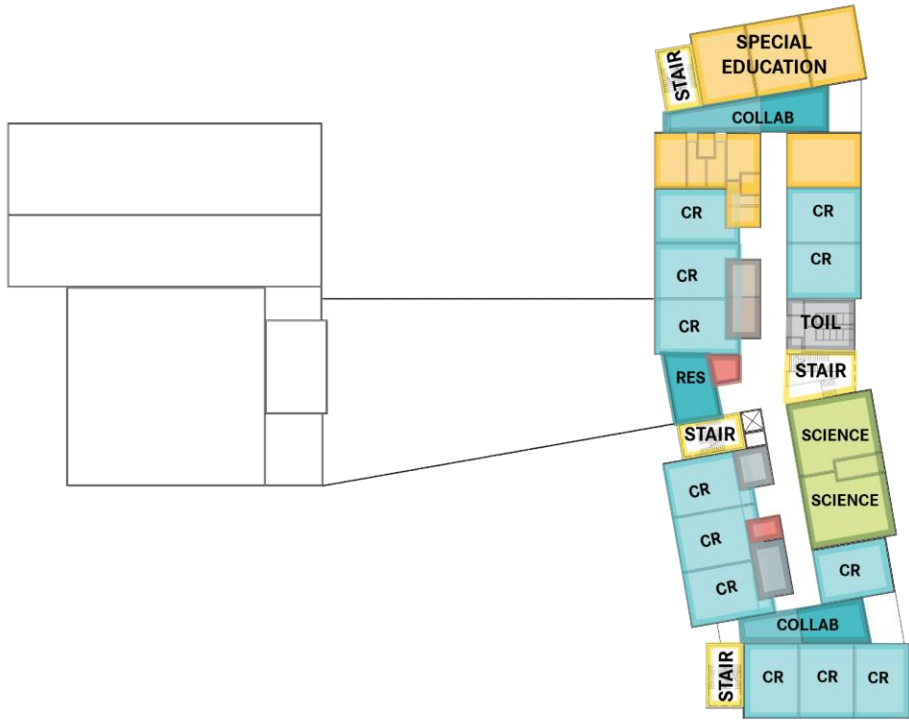 SPECIAL
EDUCATION
STAIR
COLLAB
CR
CR
CR
CR
CR
TOIL
RES
STAIR
STAIR
SCIENCE
CR
SCIENCE
CR
CR
CR
COLLAB
STAIR
CR
CR
CR